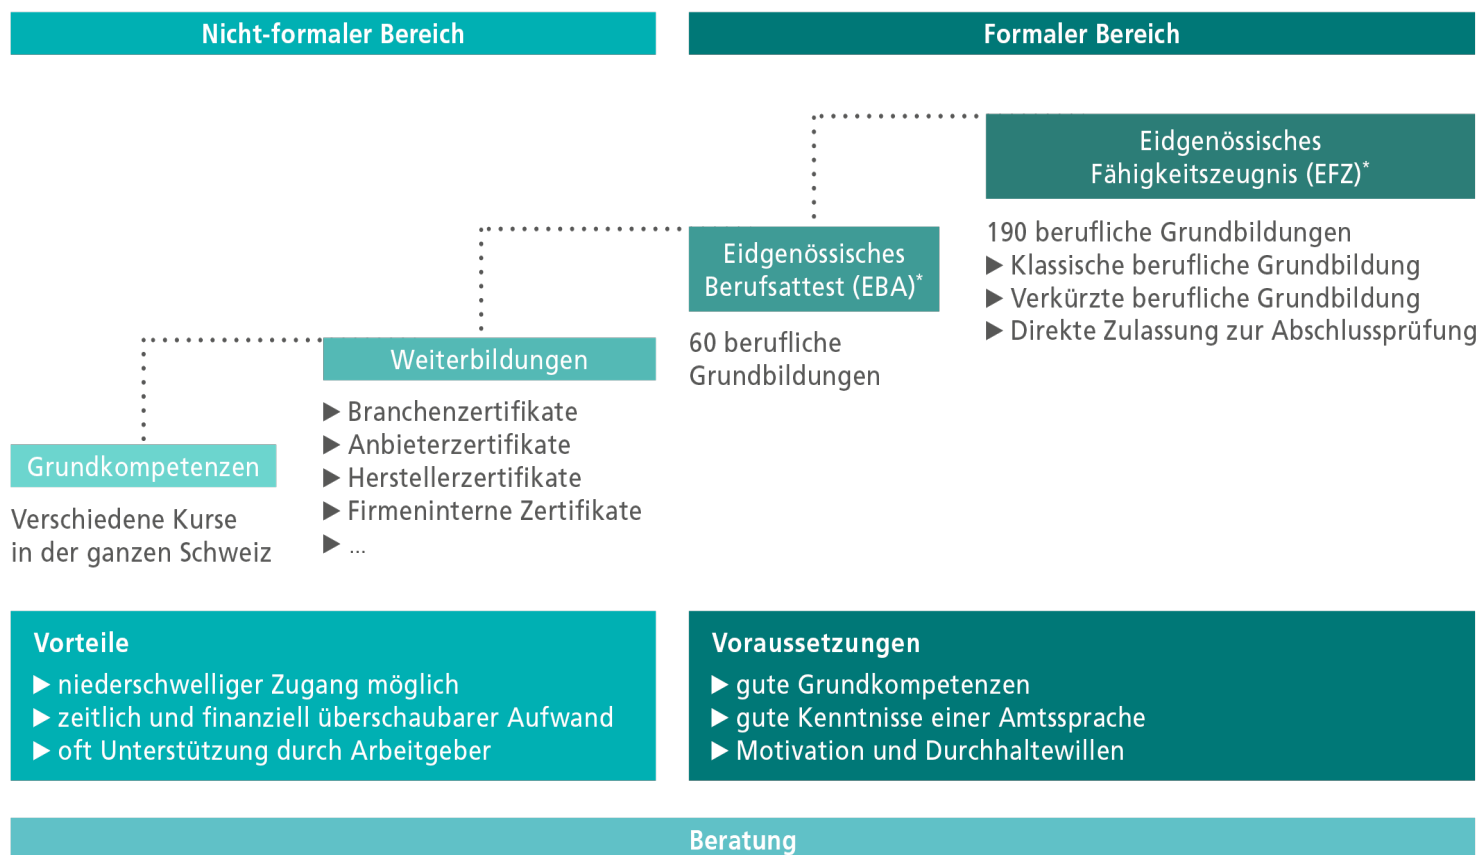 Nicht-formaler Bereich
Formaler Bereich
Eidgenössisches
Fähigkeitszeugnis (EFZ)*
190 berufliche Grundbildungen
▶ Klassische berufliche Grundbildung
▶ Verkürzte berufliche Grundbildung
▶ Direkte Zulassung zur Abschlussprüfung
Eidgenössisches
Berufsattest (EBA)*
60 berufliche
Grundbildungen
Weiterbildungen
▶ Branchenzertifikate
▶ Anbieterzertifikate
▶ Herstellerzertifikate
▶ Firmeninterne Zertifikate
▶ ...
Grundkompetenzen
Verschiedene Kurse
in der ganzen Schweiz
Vorteile
▶ niederschwelliger Zugang möglich
▶ zeitlich und finanziell überschaubarer Aufwand
▶ oft Unterstützung durch Arbeitgeber
Voraussetzungen
▶ gute Grundkompetenzen
▶ gute Kenntnisse einer Amtssprache
▶ Motivation und Durchhaltewillen
Beratung